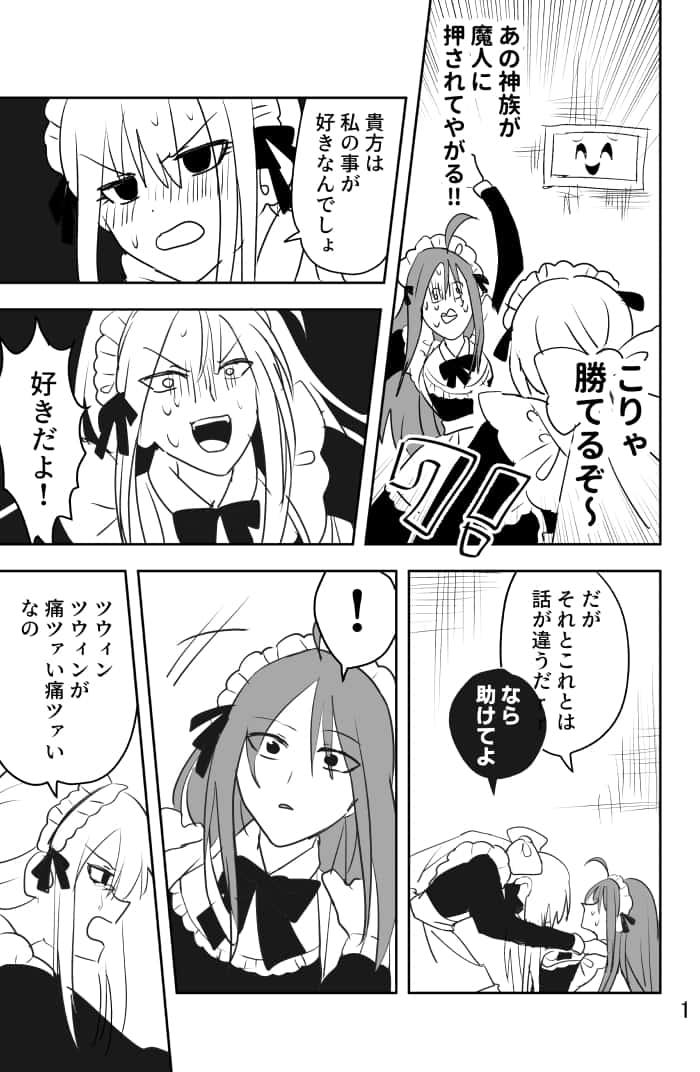 あの神族が
魔人に
押されてやがる!!
こりゃ
勝てるぞ〜
ワ!
貴方は
私の事が
好きなんでしょ
好きだよ!
だが
それとこれとは
話が違うだ
なら
助けてよ
!
ツウィン
ツウィンが
痛ツァい痛ツァい
なの
1